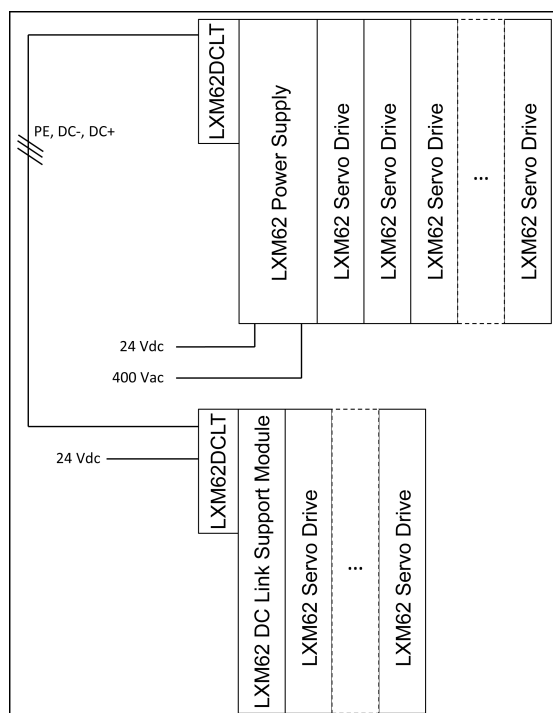 LXM62DCLT
LXM62 Power Supply
LXM62 Servo Drive
LXM62 Servo Drive
LXM62 Servo Drive
...
LXM62 Servo Drive
PE, DC-, DC+
24 Vdc
400 Vac
LXM62DCLT
24 Vdc
LXM62 DC Link Support Module
LXM62 Servo Drive
...
LXM62 Servo Drive